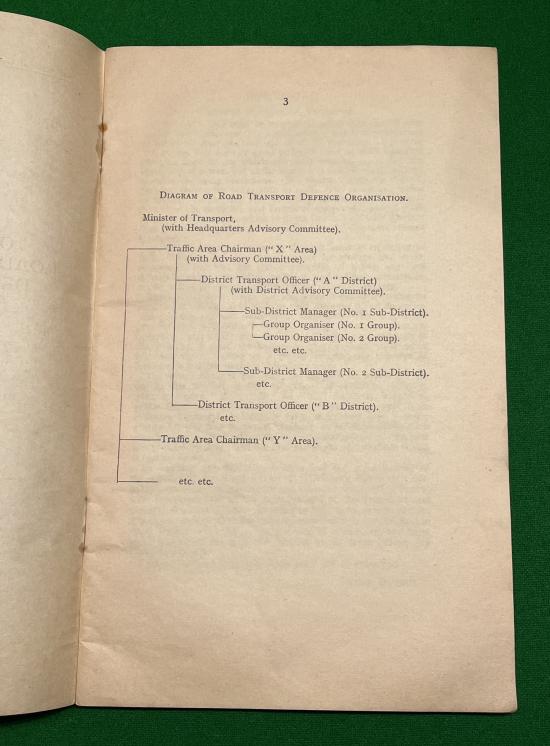 3
Diagram of Road Transport Defence Organisation.
Minister of Transport,
(with Headquarters Advisory Committee).
Traffic Area Chairman ("X" Area)
(with Advisory Committee).
District Transport Officer ("A" District)
(with District Advisory Committee).
Sub-District Manager (No. 1 Sub-District).
Group Organiser (No. 1 Group).
Group Organiser (No. 2 Group).
etc. etc.
Sub-District Manager (No. 2 Sub-District).
etc.
District Transport Officer ("B" District).
etc.
Traffic Area Chairman ("Y" Area).
etc. etc.